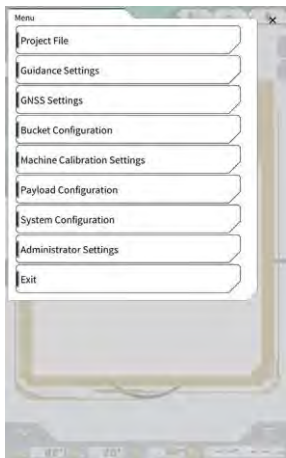 Menu
Project File
Guidance Settings
GNSS Settings
Bucket Configuration
Machine Calibration Settings
Payload Configuration
System Configuration
Administrator Settings
Exit